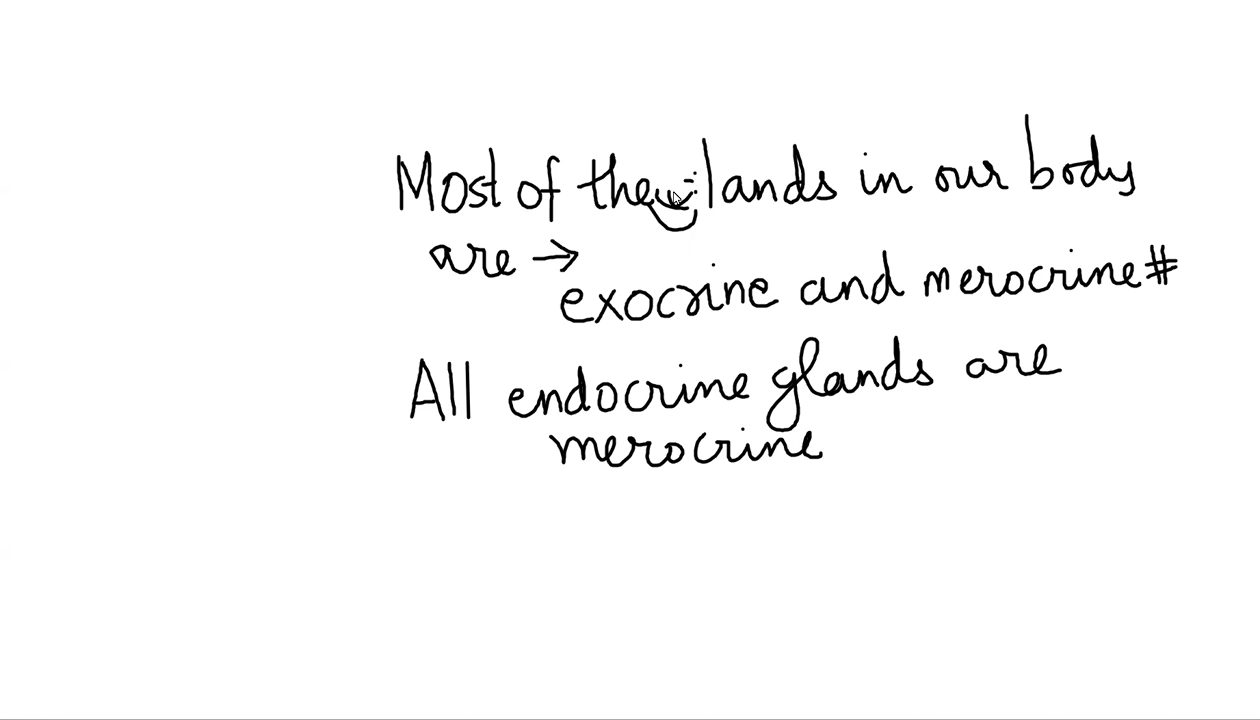 Most of the glands in our body
are →
exocrine and merocrine#
All endocrine glands are
merocrine